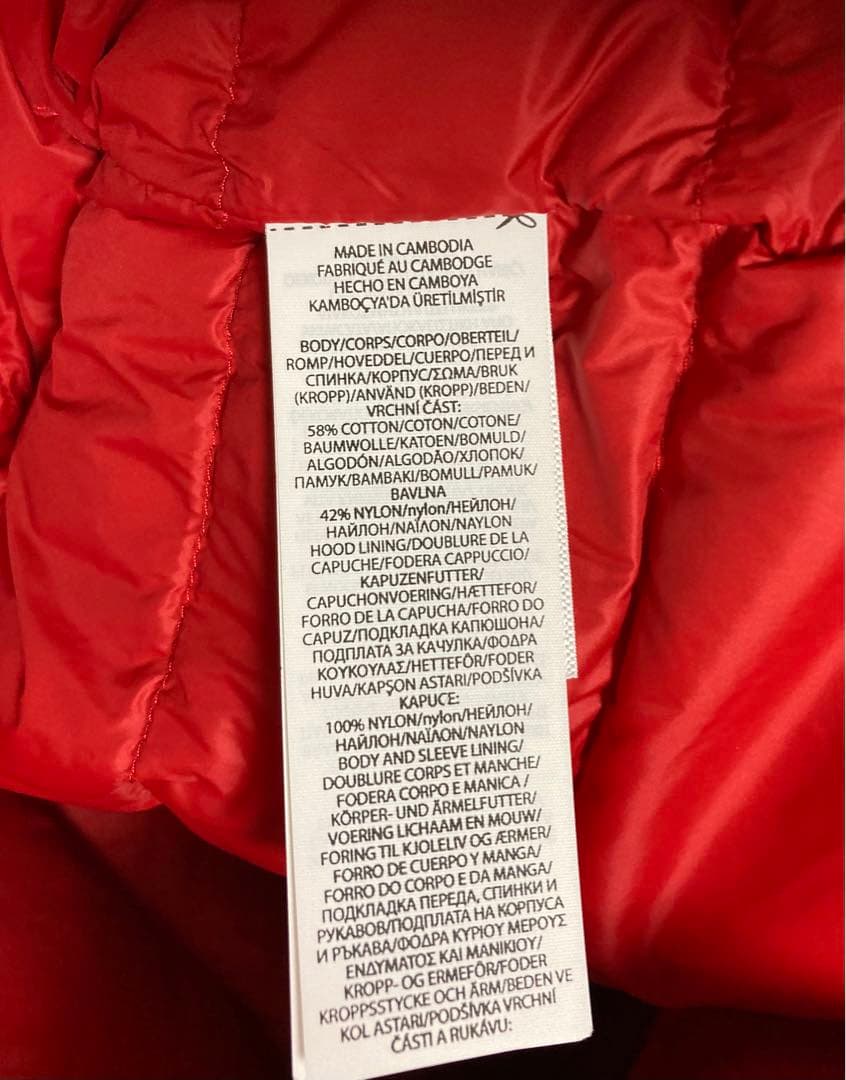 MADE IN CAMBODIA
FABRIQUÉ AU CAMBODGE
HECHO EN CAMBOYA
KAMBOÇYA'DA ÜRETİLMİŞTİR
BODY/CORPS/CORPO/OBERTEIL/
ROMP/HOVEDDEL/CUERPO/ПЕРЕД И
СПИНКА/КОРПУС/ΣΩΜΑ/BRUK
(KROPP)/ANVÄND (KROPP)/BEDEN/
VRCHNÍ ČÁST:
58% COTTON/COTON/COTONE/
BAUMWOLLE/KATOEN/BOMULD/
ALGODÓN/ALGODÃO/ХЛОПОК/
ПАМУК/ΒΑΜΒΑΚΙ/BOMULL/PAMUK/
BAVLNA
42% NYLON/nylon/НЕЙЛОН/
НАЙЛОН/ΝΑΪΛΟΝ/NAYLON
HOOD LINING/DOUBLURE DE LA
CAPUCHE/FODERA CAPPUCCIO/
KAPUZENFUTTER/
CAPUCHONVOERING/HÆTTEFOR/
FORRO DE LA CAPUCHA/FORRO DO
CAPUZ/ПОДКЛАДКА КАПЮШОНА/
ПОДПЛАТА ЗА КАЧУЛКА/ΦΟΔΡΑ
ΚΟΥΚΟΥΛΑΣ/HETTEFÔR/FODER
HUVA/KAPŞON ASTARI/PODŠÍVKA
KAPUCE:
100% NYLON/nylon/НЕЙЛОН/
НАЙЛОН/ΝΑΪΛΟΝ/NAYLON
BODY AND SLEEVE LINING/
DOUBLURE CORPS ET MANCHE/
FODERA CORPO E MANICA /
KÖRPER- UND ÄRMELFUTTER/
VOERING LICHAAM EN MOUW/
FORING TIL KJOLELIV OG ÆRMER/
FORRO DE CUERPO Y MANGA/
FORRO DO CORPO E DA MANGA/
ПОДКЛАДКА ПЕРЕДА, СПИНКИ И
РУКАВОВ/ПОДПЛАТА НА КОРПУСА
И РЪКАВА/ΦΟΔΡΑ ΚΥΡΙΟΥ ΜΕΡΟΥΣ
ΕΝΔΥΜΑΤΟΣ ΚΑΙ ΜΑΝΙΚΙΟΥ/
KROPP- OG ERMEFÔR/FODER
KROPPSSTYCKE OCH ÄRM/BEDEN VE
KOL ASTARI/PODŠÍVKA VRCHNÍ
ČÁSTI A RUKÁVU: